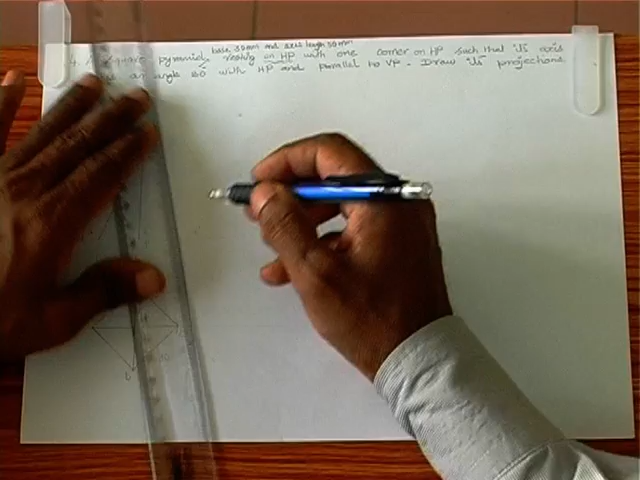 base 30mm and axis length 50mm
4. A square pyramid, resting on HP with one corner on HP such that its axis
an angle 60 with HP and parallel to VP. Draw its projections